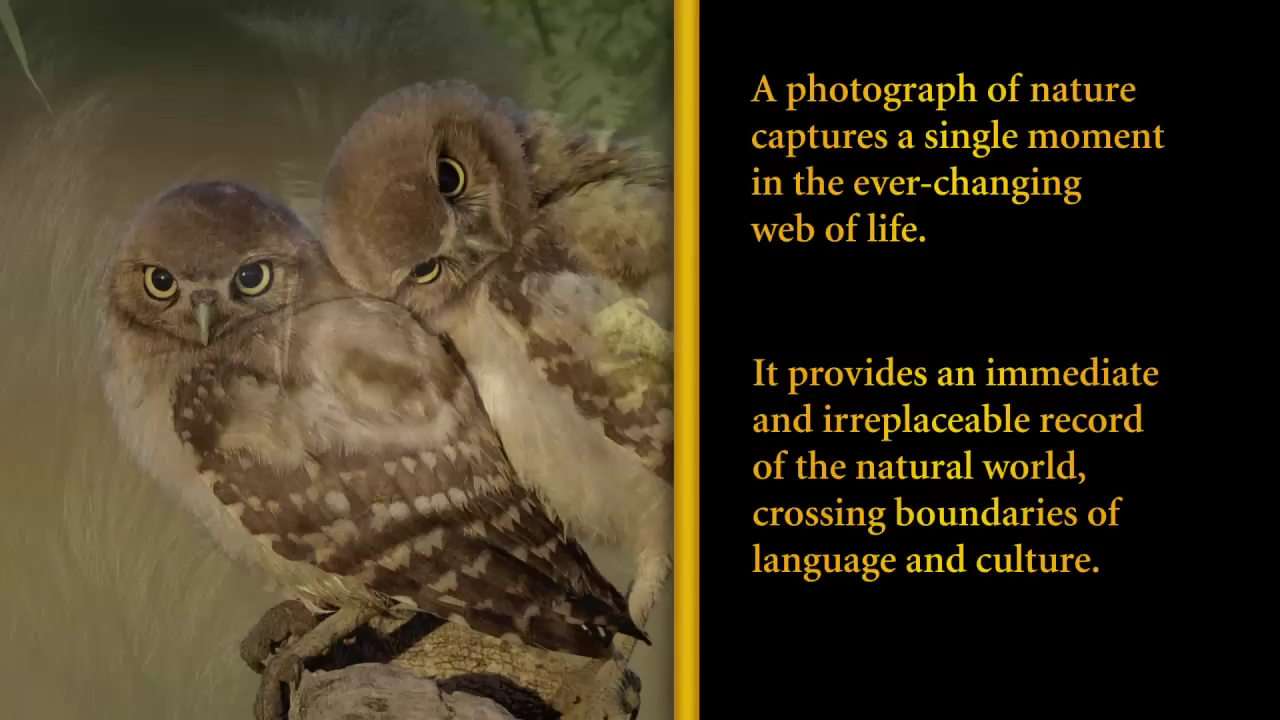 A photograph of nature
captures a single moment
in the ever-changing
web of life.
It provides an immediate
and irreplaceable record
of the natural world,
crossing boundaries of
language and culture.